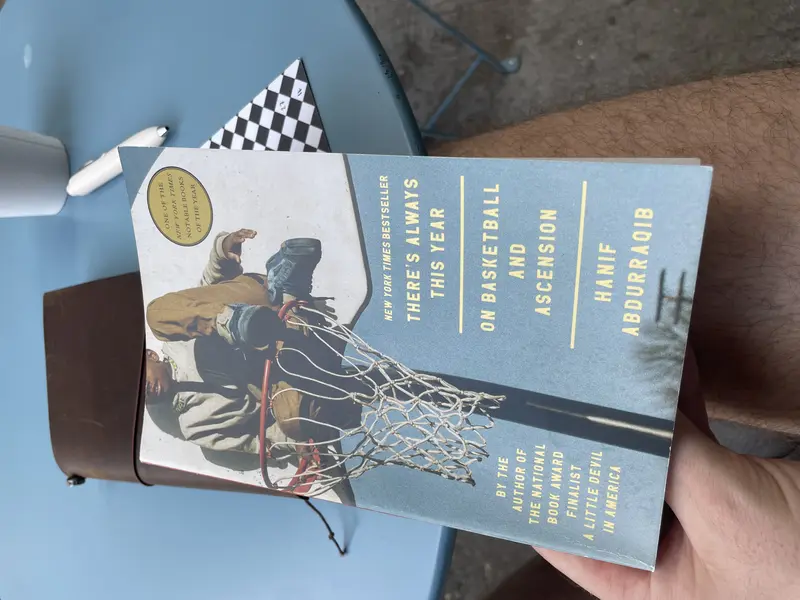 ONE OF THE
NEW YORK TIMES
NOTABLE BOOKS
OF THE YEAR
NEW YORK TIMES BESTSELLER
THERE'S ALWAYS
THIS YEAR
ON BASKETBALL
AND
ASCENSION
HANIF
ABDURRAQIB
BY THE
AUTHOR OF
THE NATIONAL
BOOK AWARD
FINALIST
A LITTLE DEVIL
IN AMERICA